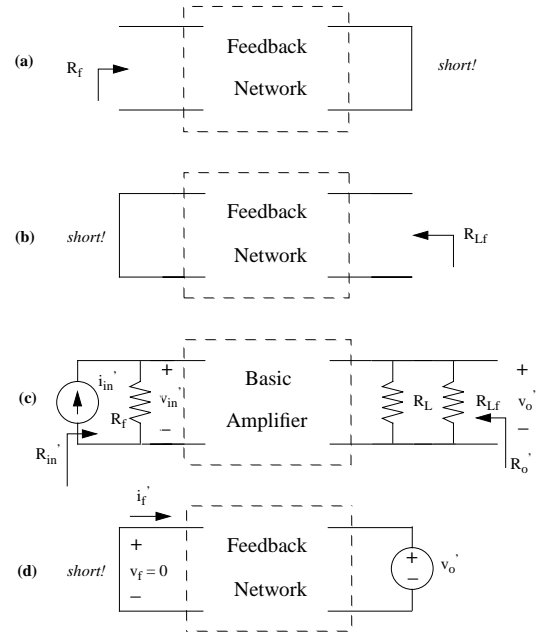 (a)
R_f
Feedback
Network
short!
(b)
short!
Feedback
Network
R_Lf
(c)
i_in'
R_f
+
v_in'
−
R_in'
Basic
Amplifier
R_L
R_Lf
+
v_o'
−
R_o'
(d)
short!
i_f'
+
v_f = 0
−
Feedback
Network
+
−
v_o'